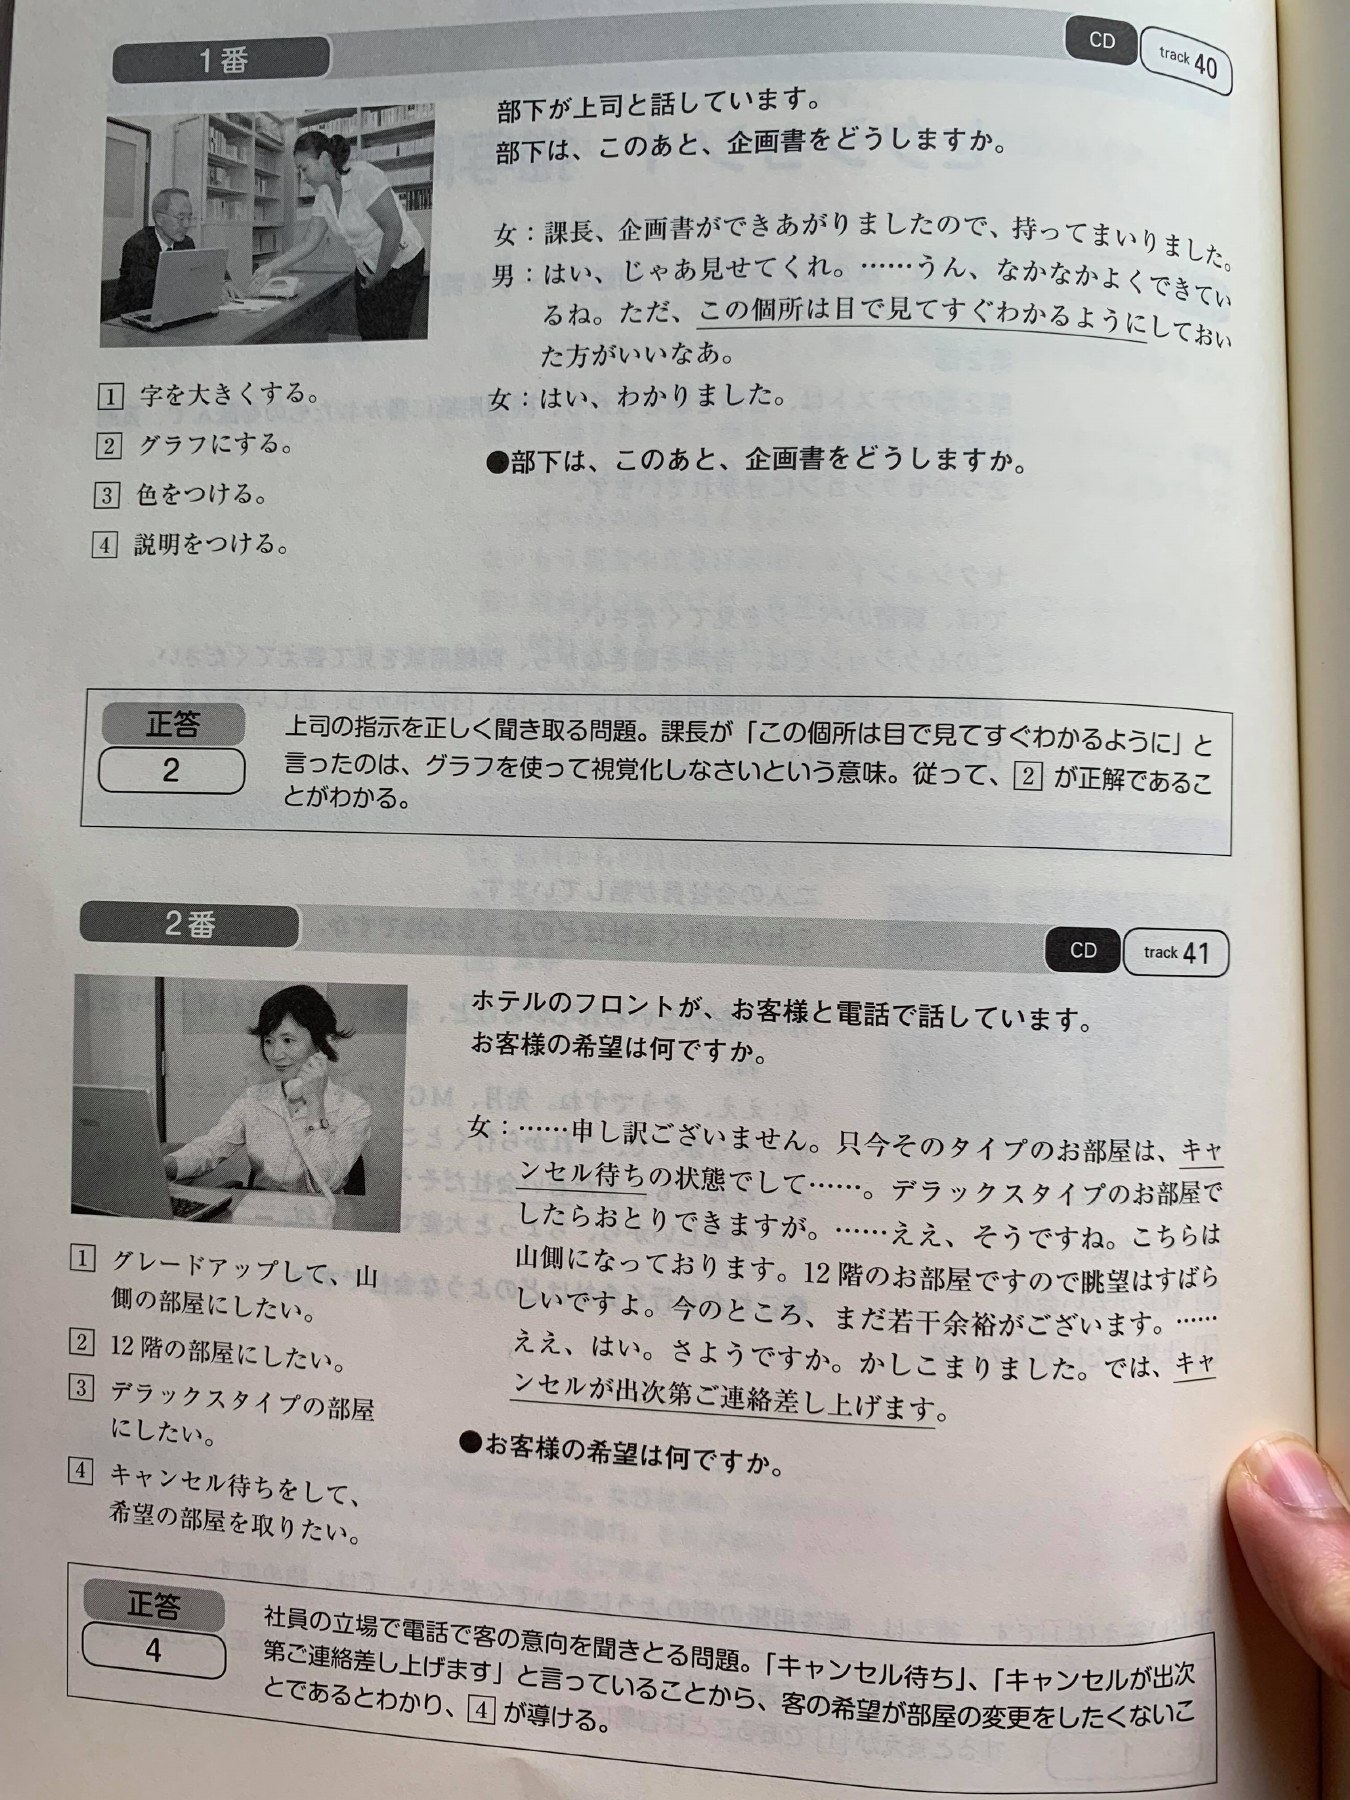 1番
CD
track 40
部下が上司と話しています。
部下は、このあと、企画書をどうしますか。
女：課長、企画書ができあがりましたので、持ってまいりました。
男：はい、じゃあ見せてくれ。……うん、なかなかよくできてい
るね。ただ、この個所は目で見てすぐわかるようにしておい
た方がいいなあ。
女：はい、わかりました。
●部下は、このあと、企画書をどうしますか。
1 字を大きくする。
2 グラフにする。
3 色をつける。
4 説明をつける。
正答
2
上司の指示を正しく聞き取る問題。課長が「この個所は目で見てすぐわかるように」と
言ったのは、グラフを使って視覚化しなさいという意味。従って、2が正解であるこ
とがわかる。
2番
CD
track 41
ホテルのフロントが、お客様と電話で話しています。
お客様の希望は何ですか。
女：……申し訳ございません。只今そのタイプのお部屋は、キャ
ンセル待ちの状態でして……。デラックスタイプのお部屋で
したらおとりできますが。……ええ、そうですね。こちらは
山側になっております。12階のお部屋ですので眺望はすばら
しいですよ。今のところ、まだ若干余裕がございます。……
ええ、はい。さようですか。かしこまりました。では、キャ
ンセルが出次第ご連絡差し上げます。
●お客様の希望は何ですか。
1 グレードアップして、山
側の部屋にしたい。
2 12階の部屋にしたい。
3 デラックスタイプの部屋
にしたい。
4 キャンセル待ちをして、
希望の部屋を取りたい。
正答
4
社員の立場で電話で客の意向を聞きとる問題。「キャンセル待ち」、「キャンセルが出次
第ご連絡差し上げます」と言っていることから、客の希望が部屋の変更をしたくないこ
とであるとわかり、4が導ける。